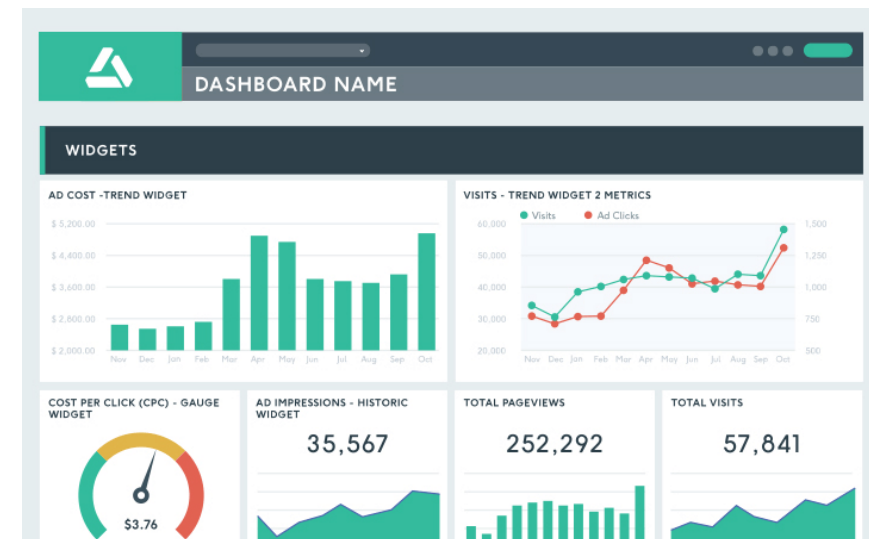 DASHBOARD NAME
WIDGETS
AD COST -TREND WIDGET
$ 5,200.00
$ 4,400.00
$ 3,600.00
$ 2,600.00
$ 2,000.00
Nov Dec Jan Feb Mar Apr May Jun Jul Aug Sep Oct
VISITS - TREND WIDGET 2 METRICS
Visits Ad Clicks
60,000 1,500
50,000 1,250
40,000 1,000
30,000 750
20,000 500
Nov Dec Jan Feb Mar Apr May Jun Jul Aug Sep Oct
COST PER CLICK (CPC) - GAUGE
WIDGET
$3.76
AD IMPRESSIONS - HISTORIC
WIDGET
35,567
TOTAL PAGEVIEWS
252,292
TOTAL VISITS
57,841